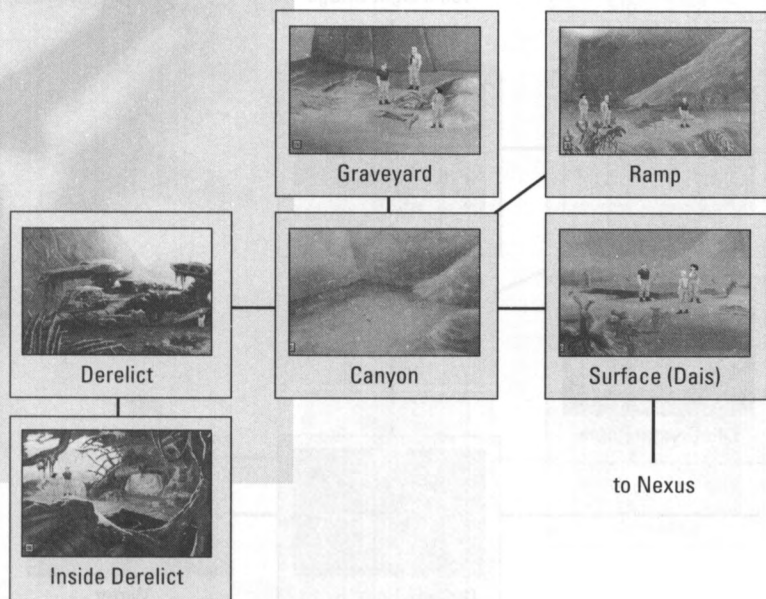 Graveyard
Ramp
Derelict
Canyon
Surface (Dais)
to Nexus
Inside Derelict